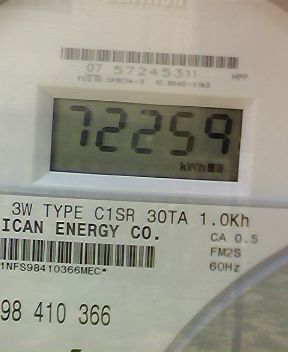 07 57245311
72259
kWh
3W TYPE C1SR 30TA 1.0Kh
ICAN ENERGY CO.
CA 0.5
FM2S
60Hz
1NFS98410366MEC*
98 410 366